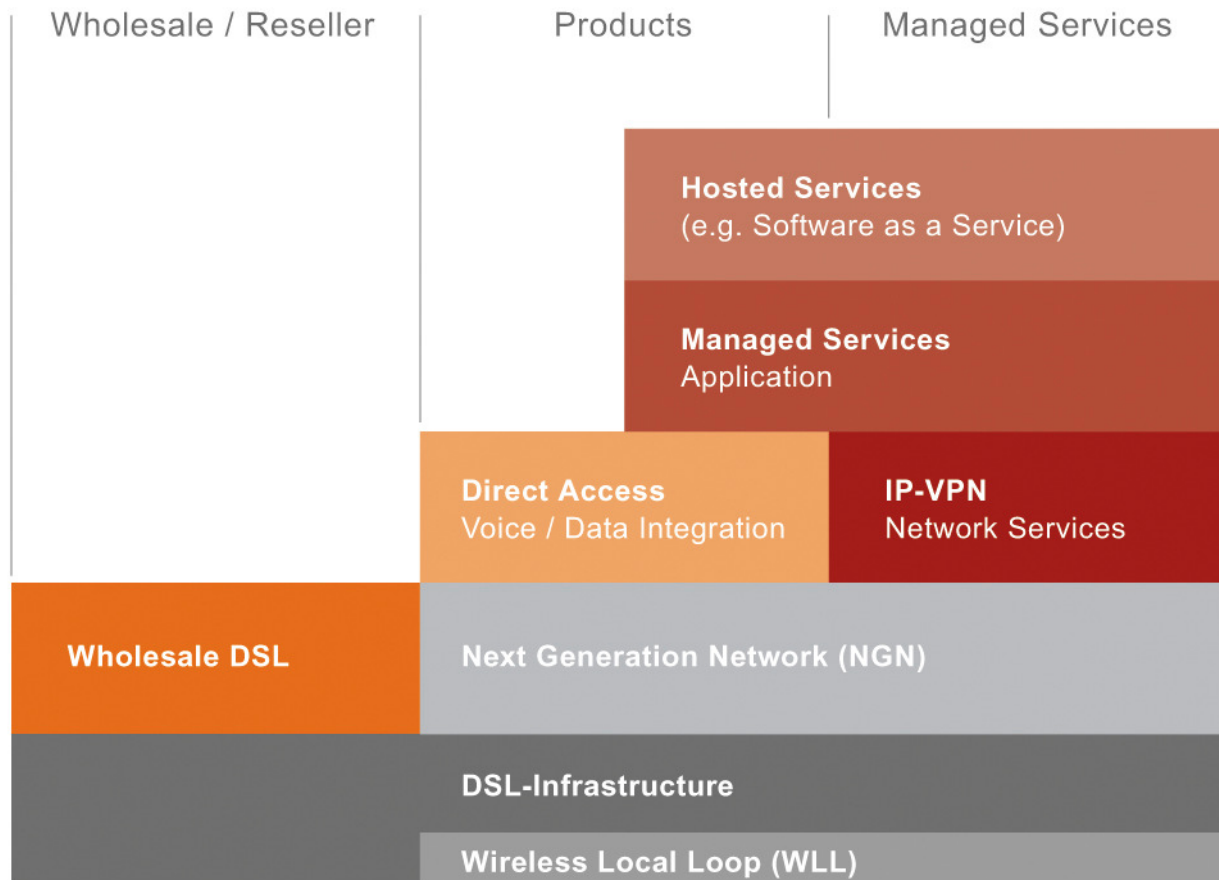 Wholesale / Reseller
Products
Managed Services
Hosted Services
(e.g. Software as a Service)
Managed Services
Application
Direct Access
Voice / Data Integration
IP-VPN
Network Services
Wholesale DSL
Next Generation Network (NGN)
DSL-Infrastructure
Wireless Local Loop (WLL)